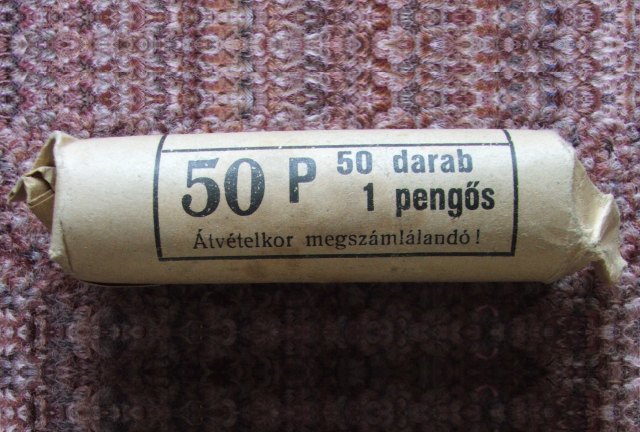 50 P 50 darab
1 pengős
Átvételkor megszámlálandó!